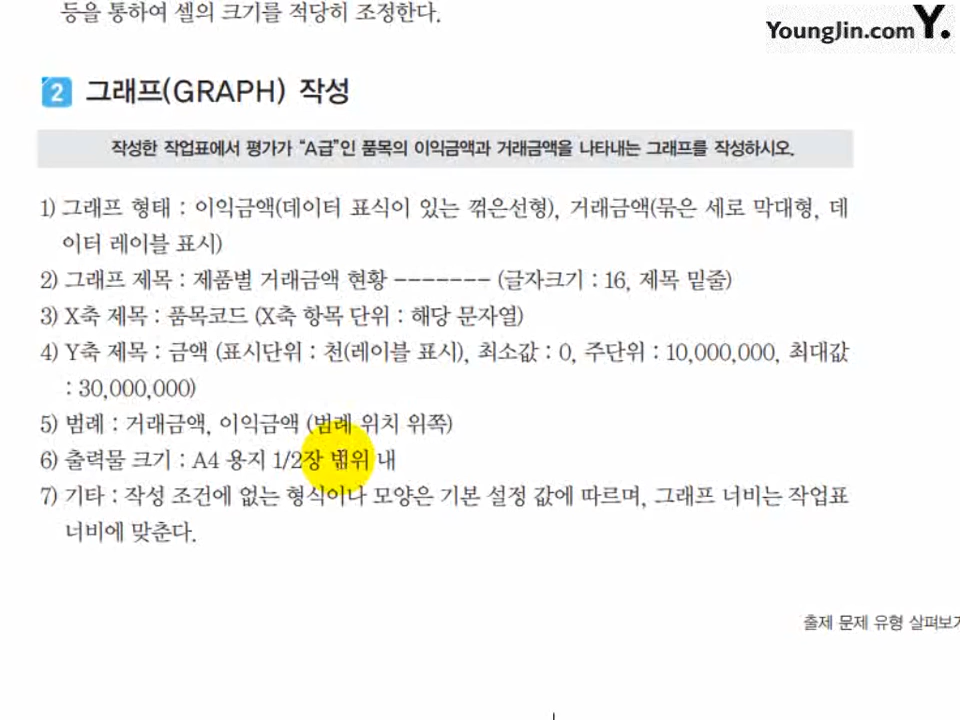 등을 통하여 셀의 크기를 적당히 조정한다.
YoungJin.com Y.
2 그래프(GRAPH) 작성
작성한 작업표에서 평가가 “A급”인 품목의 이익금액과 거래금액을 나타내는 그래프를 작성하시오.
1) 그래프 형태 : 이익금액(데이터 표식이 있는 꺾은선형), 거래금액(묶은 세로 막대형, 데
이터 레이블 표시)
2) 그래프 제목 : 제품별 거래금액 현황 ------- (글자크기 : 16, 제목 밑줄)
3) X축 제목 : 품목코드 (X축 항목 단위 : 해당 문자열)
4) Y축 제목 : 금액 (표시단위 : 천(레이블 표시), 최소값 : 0, 주단위 : 10,000,000, 최대값
: 30,000,000)
5) 범례 : 거래금액, 이익금액 (범례 위치 위쪽)
6) 출력물 크기 : A4 용지 1/2장 범위 내
7) 기타 : 작성 조건에 없는 형식이나 모양은 기본 설정 값에 따르며, 그래프 너비는 작업표
너비에 맞춘다.
출제 문제 유형 살펴보기